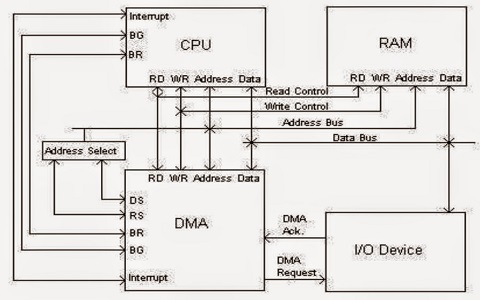 Interrupt
BG
BR
CPU
RD WR Address Data
RAM
RD WR Address Data
Read Control
Write Control
Address Bus
Data Bus
Address Select
RD WR Address Data
DS
RS
BR
BG
Interrupt
DMA
DMA
Ack.
DMA
Request
I/O Device